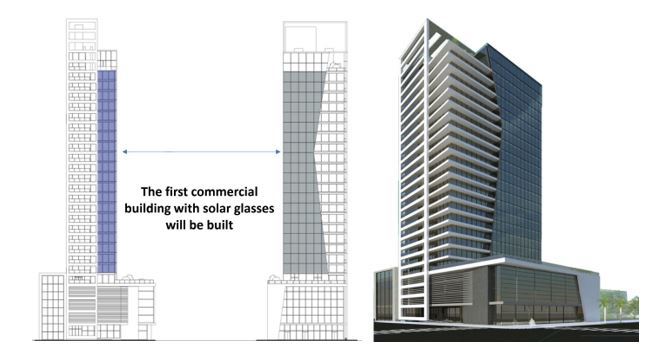 The first commercial
building with solar glasses
will be built